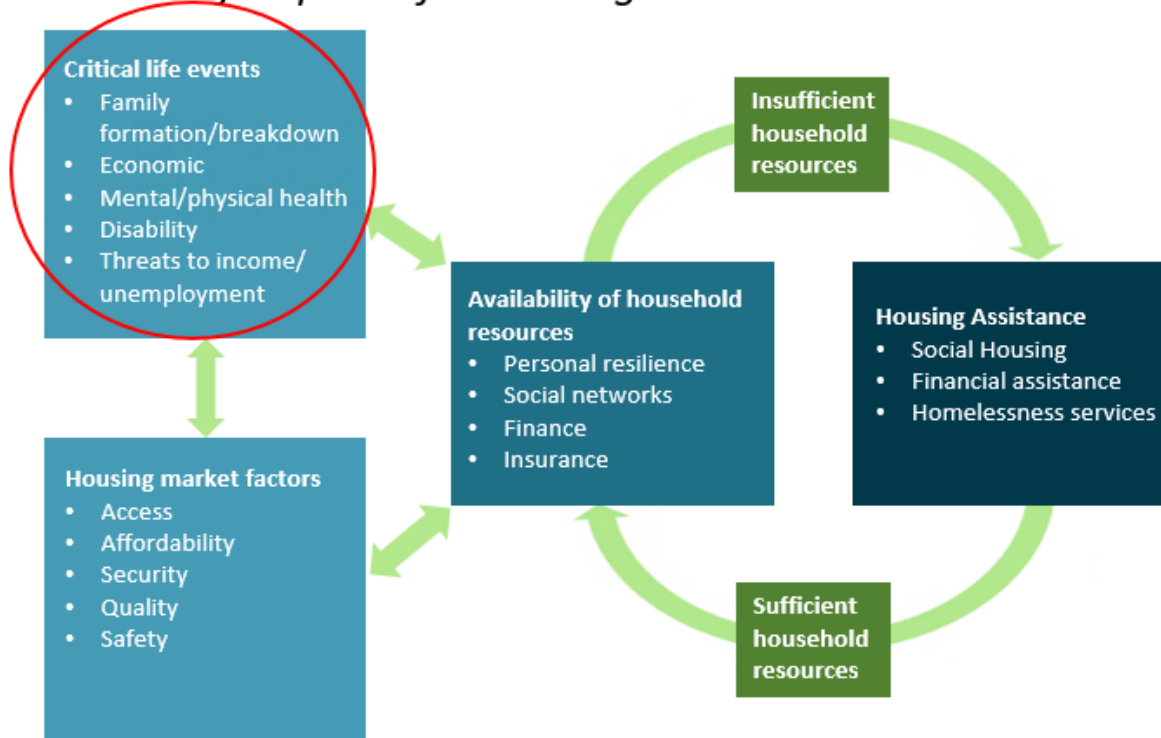 Critical life events
• Family
formation/breakdown
• Economic
• Mental/physical health
• Disability
• Threats to income/
unemployment
Housing market factors
• Access
• Affordability
• Security
• Quality
• Safety
Availability of household
resources
• Personal resilience
• Social networks
• Finance
• Insurance
Insufficient
household
resources
Sufficient
household
resources
Housing Assistance
• Social Housing
• Financial assistance
• Homelessness services